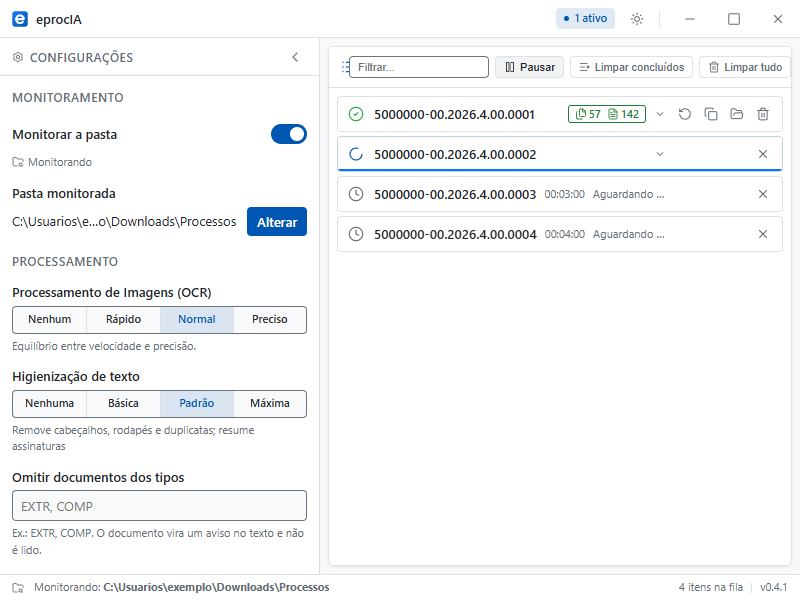 eprocIA
1 ativo
CONFIGURAÇÕES
MONITORAMENTO
Monitorar a pasta
Monitorando
Pasta monitorada
C:\Usuarios\e...o\Downloads\Processos
Alterar
PROCESSAMENTO
Processamento de Imagens (OCR)
Nenhum Rápido Normal Preciso
Equilíbrio entre velocidade e precisão.
Higienização de texto
Nenhuma Básica Padrão Máxima
Remove cabeçalhos, rodapés e duplicatas; resume
assinaturas
Omitir documentos dos tipos
EXTR, COMP
Ex.: EXTR, COMP. O documento vira um aviso no texto e não
é lido.
Filtrar... Pausar Limpar concluídos Limpar tudo
5000000-00.2026.4.00.0001 57 142
5000000-00.2026.4.00.0002
5000000-00.2026.4.00.0003 00:03:00 Aguardando ...
5000000-00.2026.4.00.0004 00:04:00 Aguardando ...
Monitorando: C:\Usuarios\exemplo\Downloads\Processos
4 itens na fila v0.4.1